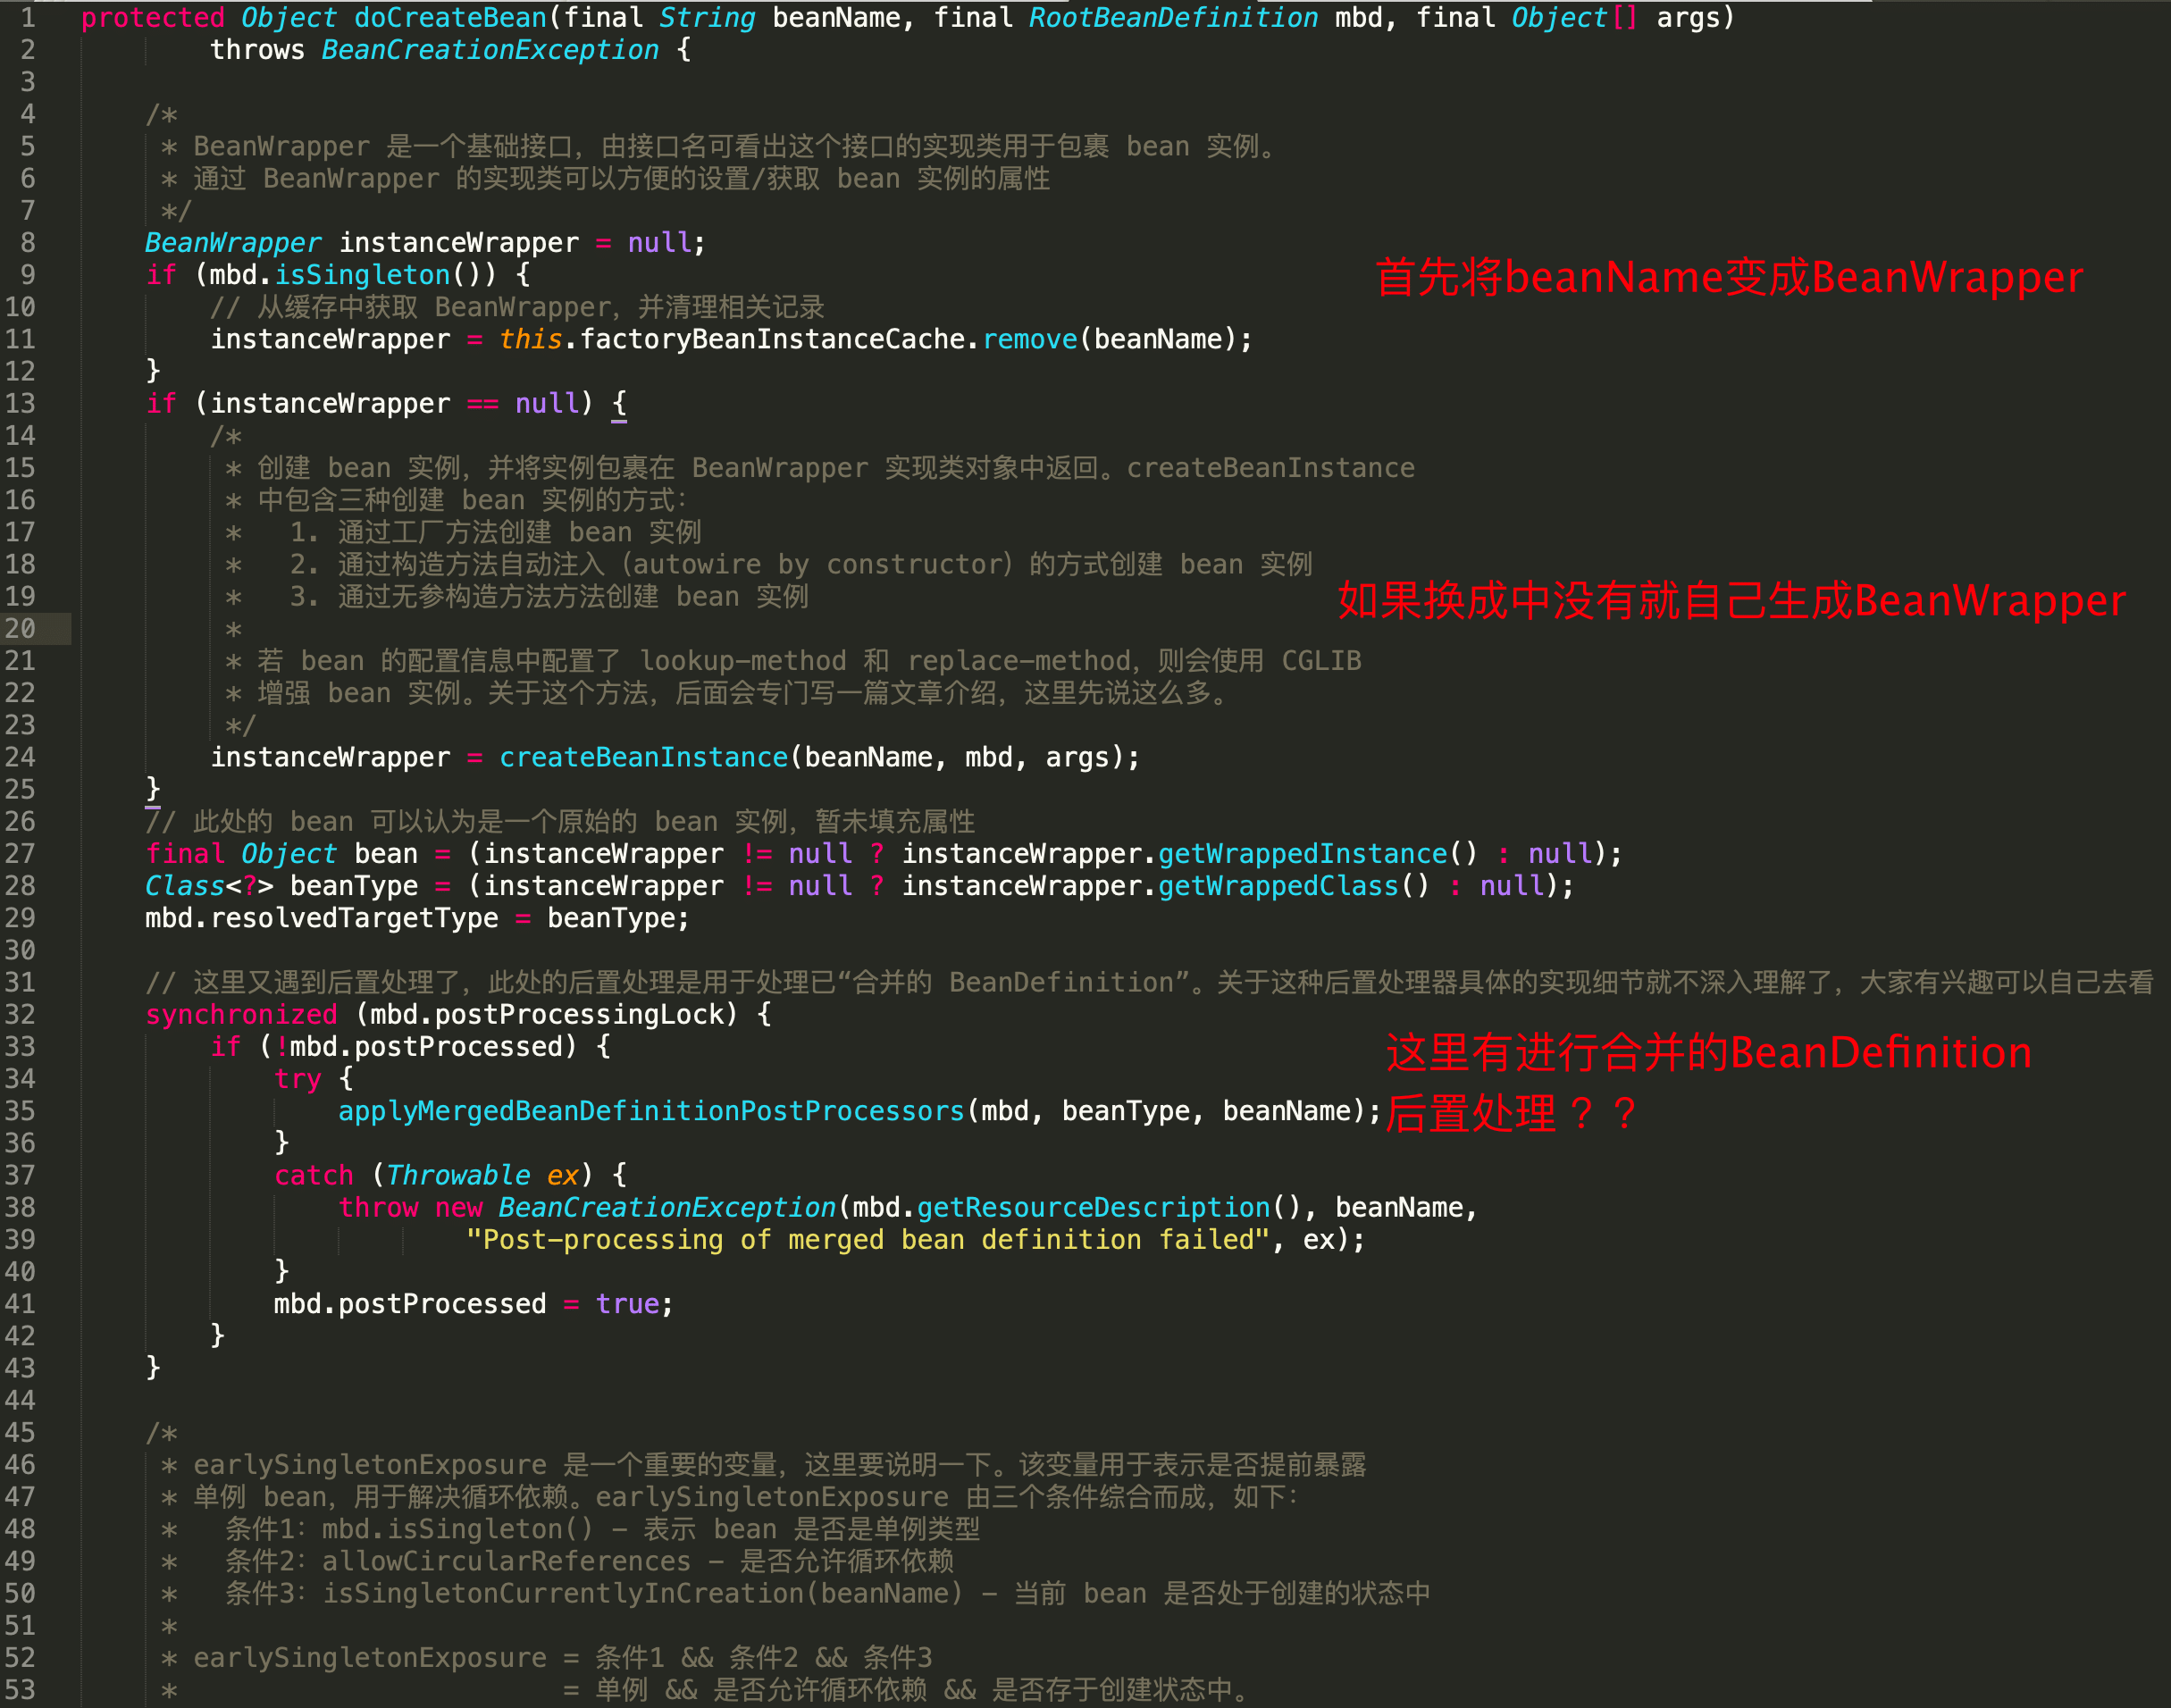 1 protected Object doCreateBean(final String beanName, final RootBeanDefinition mbd, final Object[] args)
2 throws BeanCreationException {
3
4 /*
5 * BeanWrapper 是一个基础接口，由接口名可看出这个接口的实现类用于包裹 bean 实例。
6 * 通过 BeanWrapper 的实现类可以方便的设置/获取 bean 实例的属性
7 */
8 BeanWrapper instanceWrapper = null;
9 if (mbd.isSingleton()) {
首先将beanName变成BeanWrapper
10 // 从缓存中获取 BeanWrapper，并清理相关记录
11 instanceWrapper = this.factoryBeanInstanceCache.remove(beanName);
12 }
13 if (instanceWrapper == null) {
14 /*
15 * 创建 bean 实例，并将实例包裹在 BeanWrapper 实现类对象中返回。createBeanInstance
16 * 中包含三种创建 bean 实例的方式：
17 * 1. 通过工厂方法创建 bean 实例
18 * 2. 通过构造方法自动注入（autowire by constructor）的方式创建 bean 实例
19 * 3. 通过无参构造方法方法创建 bean 实例
如果换成中没有就自己生成BeanWrapper
20 *
21 * 若 bean 的配置信息中配置了 lookup-method 和 replace-method，则会使用 CGLIB
22 * 增强 bean 实例。关于这个方法，后面会专门写一篇文章介绍，这里先说这么多。
23 */
24 instanceWrapper = createBeanInstance(beanName, mbd, args);
25 }
26 // 此处的 bean 可以认为是一个原始的 bean 实例，暂未填充属性
27 final Object bean = (instanceWrapper != null ? instanceWrapper.getWrappedInstance() : null);
28 Class<?> beanType = (instanceWrapper != null ? instanceWrapper.getWrappedClass() : null);
29 mbd.resolvedTargetType = beanType;
30
31 // 这里又遇到后置处理了，此处的后置处理是用于处理已“合并的 BeanDefinition”。关于这种后置处理器具体的实现细节就不深入理解了，大家有兴趣可以自己去看
32 synchronized (mbd.postProcessingLock) {
33 if (!mbd.postProcessed) {
这里有进行合并的BeanDefinition
34 try {
35 applyMergedBeanDefinitionPostProcessors(mbd, beanType, beanName);
后置处理？？
36 }
37 catch (Throwable ex) {
38 throw new BeanCreationException(mbd.getResourceDescription(), beanName,
39 "Post-processing of merged bean definition failed", ex);
40 }
41 mbd.postProcessed = true;
42 }
43 }
44
45 /*
46 * earlySingletonExposure 是一个重要的变量，这里要说明一下。该变量用于表示是否提前暴露
47 * 单例 bean，用于解决循环依赖。earlySingletonExposure 由三个条件综合而成，如下：
48 * 条件1：mbd.isSingleton() - 表示 bean 是否是单例类型
49 * 条件2：allowCircularReferences - 是否允许循环依赖
50 * 条件3：isSingletonCurrentlyInCreation(beanName) - 当前 bean 是否处于创建的状态中
51 *
52 * earlySingletonExposure = 条件1 && 条件2 && 条件3
53 * = 单例 && 是否允许循环依赖 && 是否存于创建状态中。